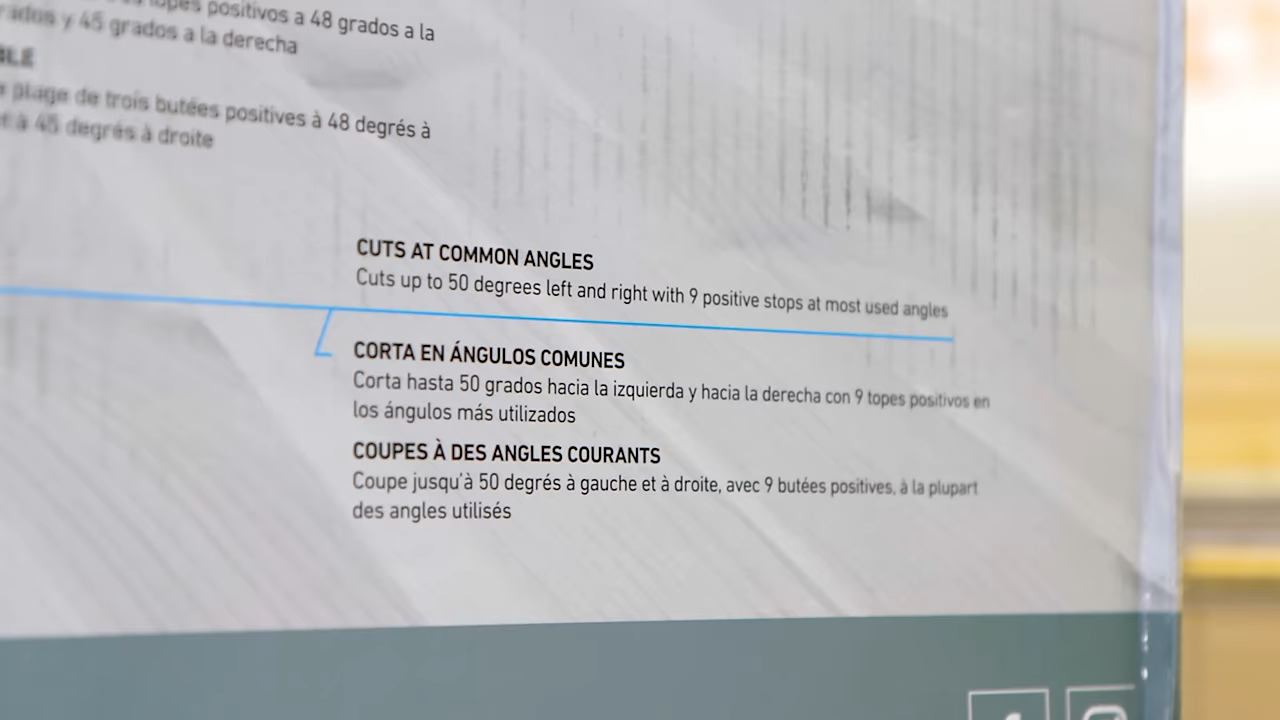 topes positivos a 48 grados a la
grados y 45 grados a la derecha
plage de trois butées positives à 48 degrés à
à 45 degrés à droite
CUTS AT COMMON ANGLES
Cuts up to 50 degrees left and right with 9 positive stops at most used angles
CORTA EN ÁNGULOS COMUNES
Corta hasta 50 grados hacia la izquierda y hacia la derecha con 9 topes positivos en
los ángulos más utilizados
COUPES À DES ANGLES COURANTS
Coupe jusqu'à 50 degrés à gauche et à droite, avec 9 butées positives, à la plupart
des angles utilisés